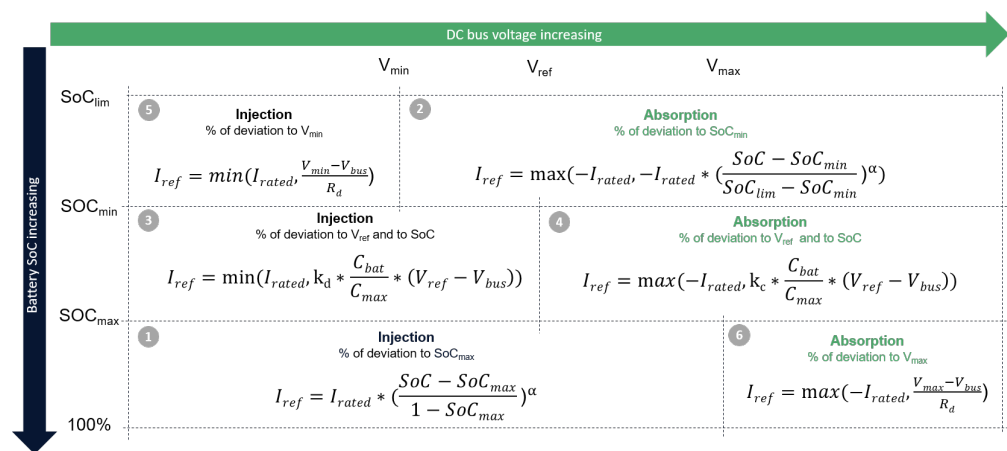 DC bus voltage increasing
V_min V_ref V_max
Battery SoC increasing
SoC_lim
5 Injection
% of deviation to V_min
I_ref = min(I_rated, (V_min−V_bus)/R_d)
2 Absorption
% of deviation to SoC_min
I_ref = max(−I_rated, −I_rated * ((SoC − SoC_min)/(SoC_lim − SoC_min))^α)
SOC_min
3 Injection
% of deviation to V_ref and to SoC
I_ref = min(I_rated, k_d * C_bat/C_max * (V_ref − V_bus))
4 Absorption
% of deviation to V_ref and to SoC
I_ref = max(−I_rated, k_c * C_bat/C_max * (V_ref − V_bus))
SOC_max
1 Injection
% of deviation to SoC_max
I_ref = I_rated * ((SoC − SoC_max)/(1 − SoC_max))^α
6 Absorption
% of deviation to V_max
I_ref = max(−I_rated, (V_max−V_bus)/R_d)
100%